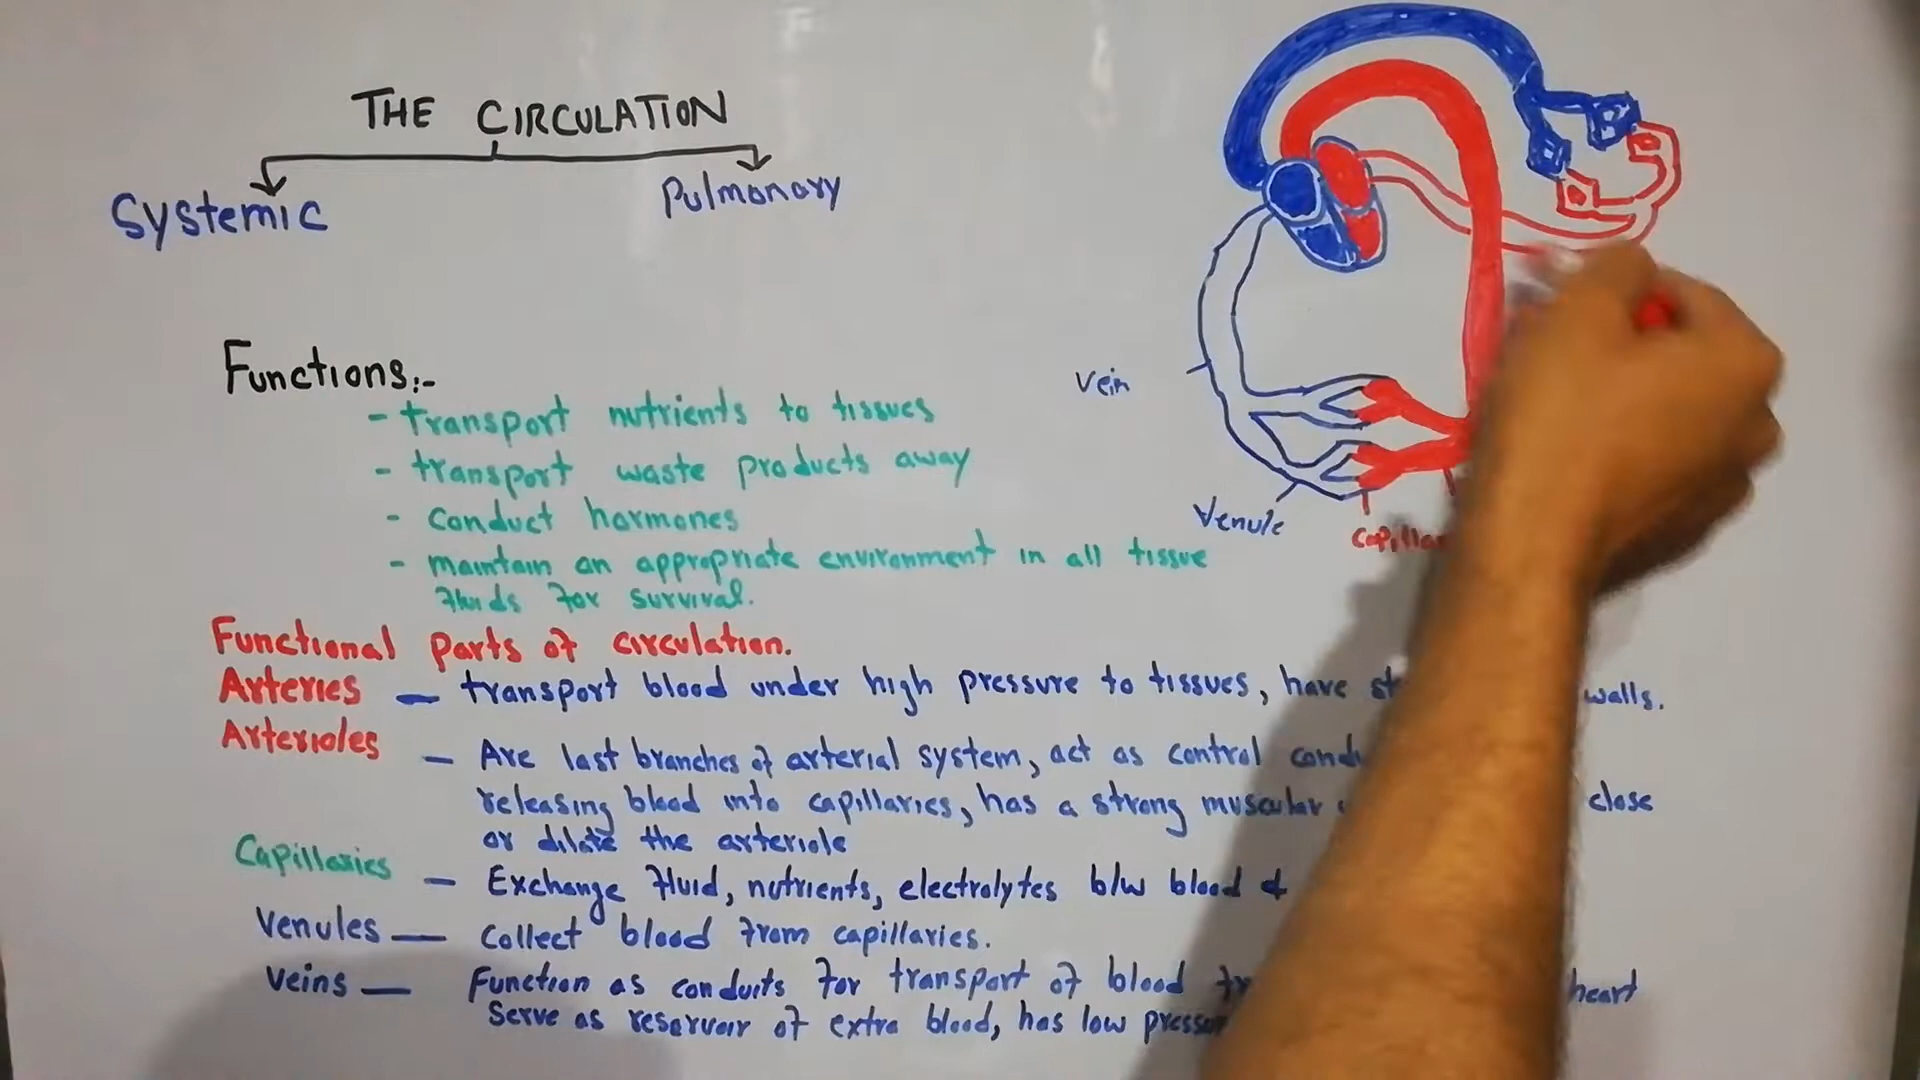 THE CIRCULATION
Systemic
Pulmonary
Functions:-
- transport nutrients to tissues
- transport waste products away
- conduct hormones
- maintain an appropriate environment in all tissue
fluids for survival.
Vein
Venule
Functional parts of circulation.
Arteries — transport blood under high pressure to tissues, have walls.
Arterioles — Are last branches of arterial system, act as control
releasing blood into capillaries, has a strong muscular close
or dilate the arteriole
Capillaries — Exchange fluid, nutrients, electrolytes b/w blood &
Venules — Collect blood from capillaries.
Veins — Function as conduits for transport of blood heart
Serve as reservoir of extra blood, has low